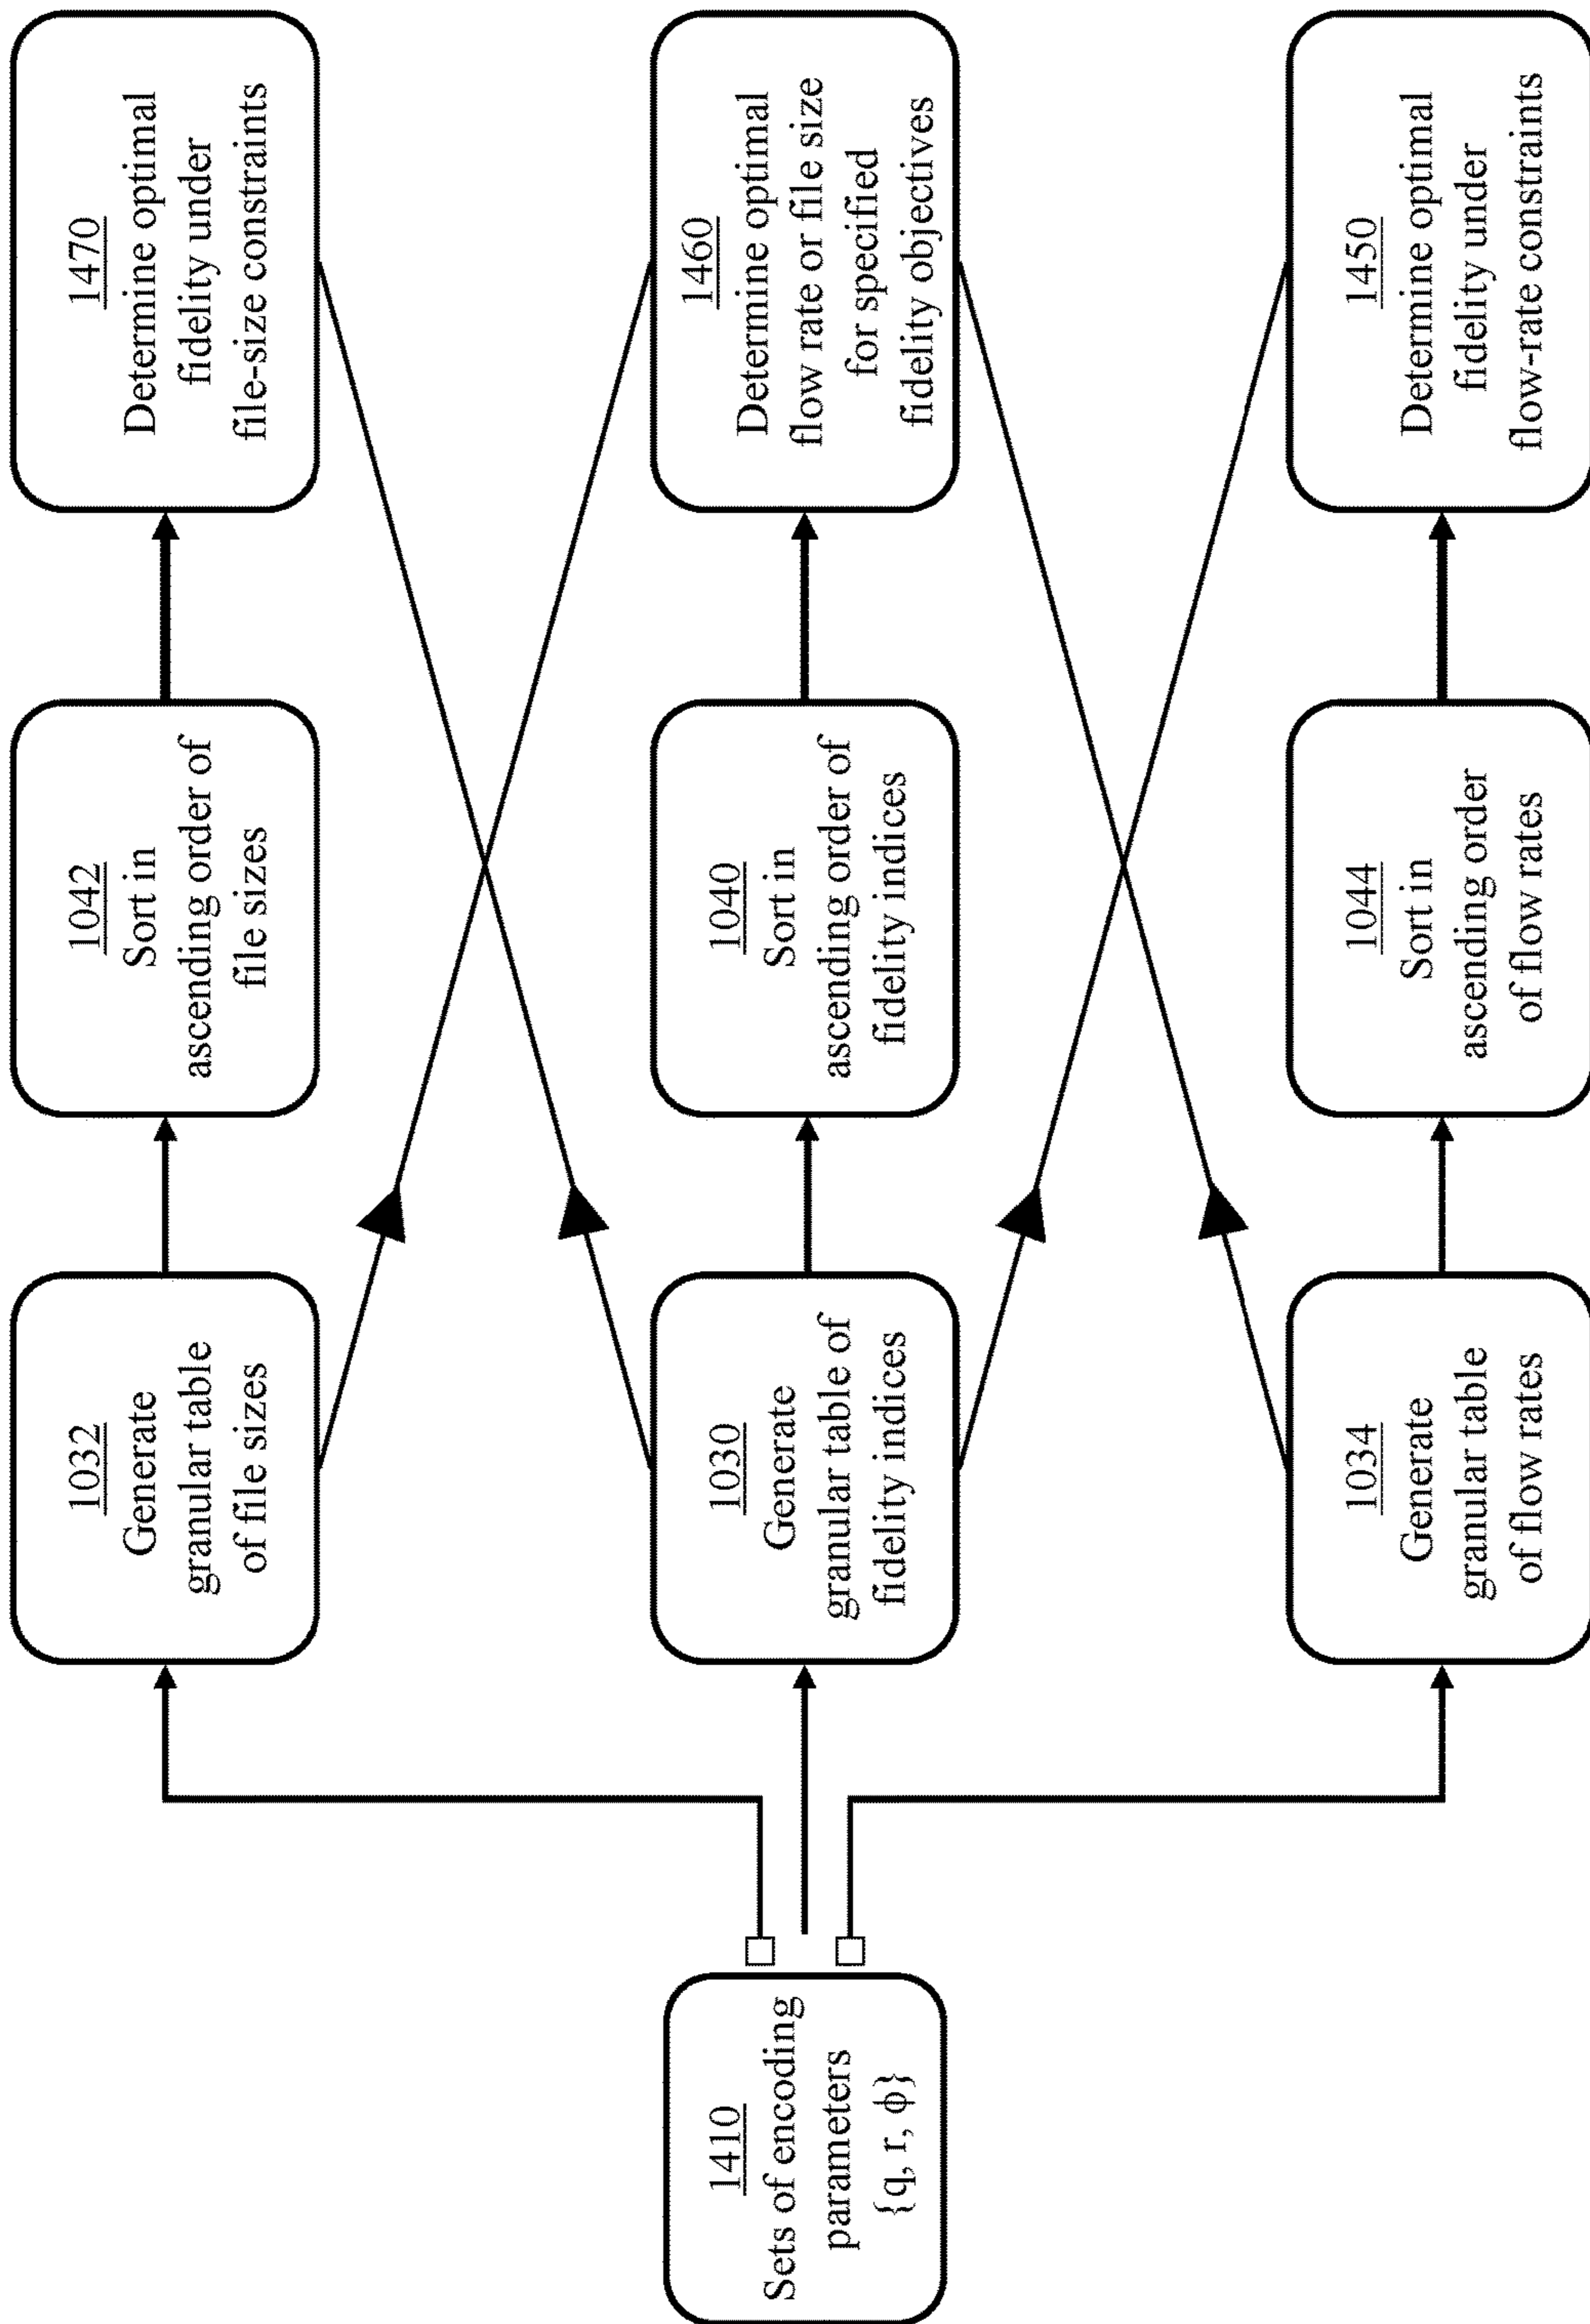 1032
Generate
granular table
of file sizes
1042
Sort in
ascending order of
file sizes
1470
Determine optimal
fidelity under
file-size constraints
1410
Sets of encoding
parameters
{q, r, ϕ}
1030
Generate
granular table of
fidelity indices
1040
Sort in
ascending order of
fidelity indices
1460
Determine optimal
flow rate or file size
for specified
fidelity objectives
1034
Generate
granular table
of flow rates
1044
Sort in
ascending order
of flow rates
1450
Determine optimal
fidelity under
flow-rate constraints